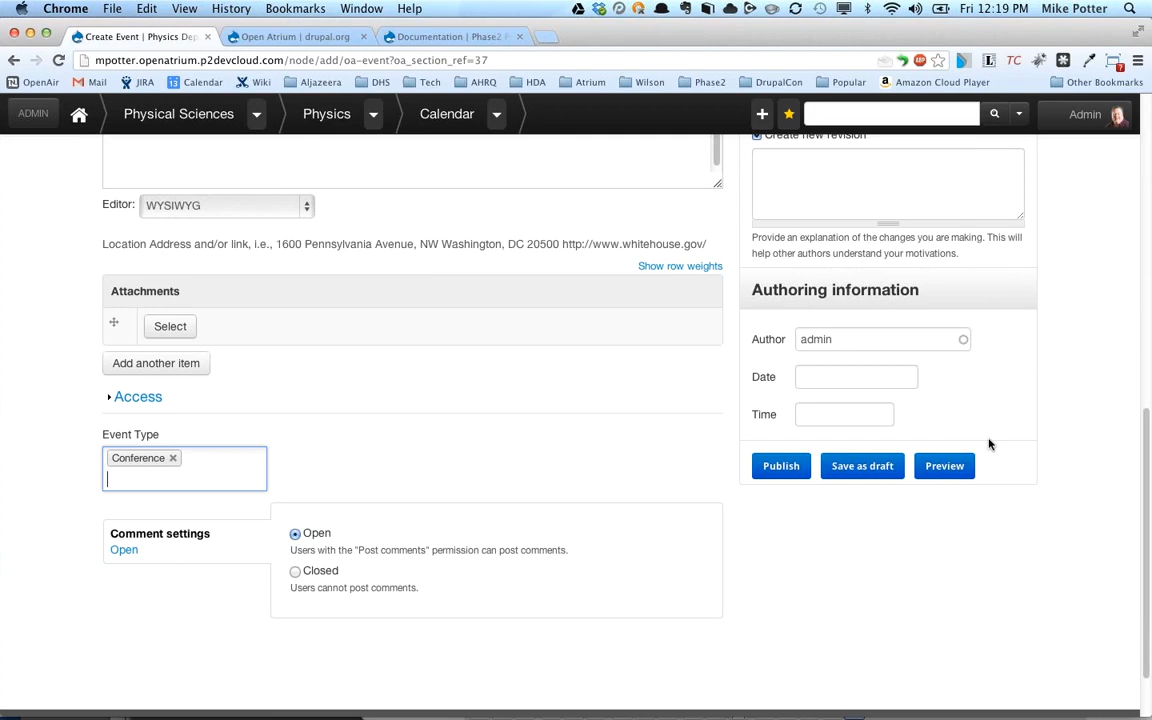 Chrome File Edit View History Bookmarks Window Help Fri 12:19 PM Mike Potter
Create Event | Physics De × Open Atrium | drupal.org × Documentation | Phase2 P ×
mpotter.openatrium.p2devcloud.com/node/add/oa-event?oa_section_ref=37
OpenAir Mail JIRA 13 Calendar Wiki Aljazeera DHS Tech AHRQ HDA Atrium Wilson Phase2 DrupalCon Popular Amazon Cloud Player Other Bookmarks
ADMIN Physical Sciences Physics Calendar Admin
Create new revision
Editor: WYSIWYG
Location Address and/or link, i.e., 1600 Pennsylvania Avenue, NW Washington, DC 20500 http://www.whitehouse.gov/
Provide an explanation of the changes you are making. This will
help other authors understand your motivations.
Show row weights
Attachments
Select
Add another item
Access
Event Type
Conference ×
Authoring information
Author admin
Date
Time
Publish Save as draft Preview
Comment settings
Open
Open
Users with the "Post comments" permission can post comments.
Closed
Users cannot post comments.